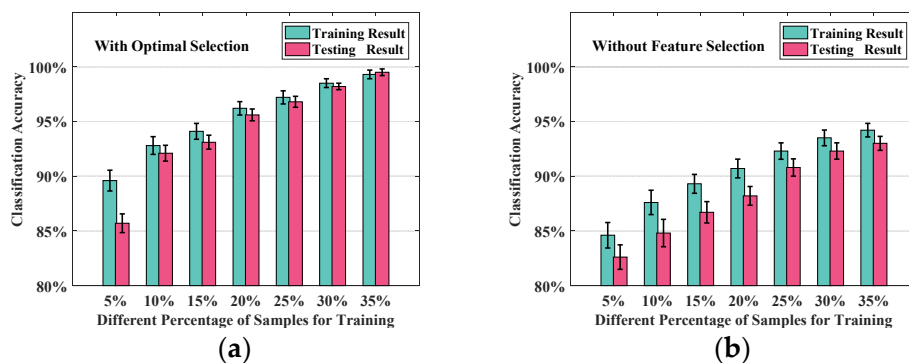 With Optimal Selection
Training Result
Testing Result
100%
95%
90%
85%
80%
Classification Accuracy
5% 10% 15% 20% 25% 30% 35%
Different Percentage of Samples for Training
(a)
Without Feature Selection
Training Result
Testing Result
100%
95%
90%
85%
80%
Classification Accuracy
5% 10% 15% 20% 25% 30% 35%
Different Percentage of Samples for Training
(b)